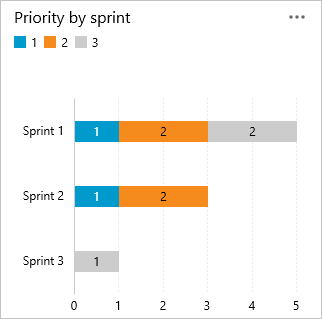 Priority by sprint ...
1 2 3
Sprint 1 1 2 2
Sprint 2 1 2
Sprint 3 1
0 1 2 3 4 5